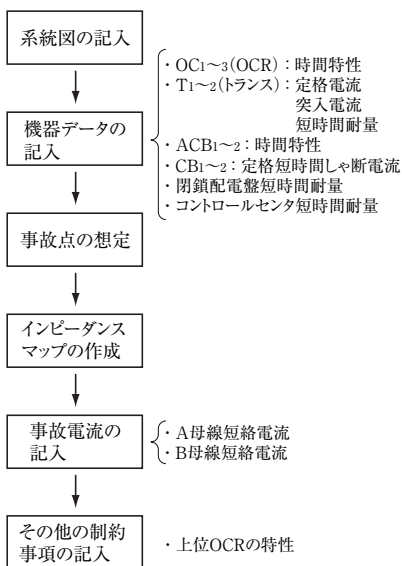 系統図の記入
・OC1～3(OCR)：時間特性
・T1～2(トランス)：定格電流
突入電流
短時間耐量
・ACB1～2：時間特性
・CB1～2：定格短時間しゃ断電流
・閉鎖配電盤短時間耐量
・コントロールセンタ短時間耐量
機器データの
記入
事故点の想定
インピーダンス
マップの作成
事故電流の
記入
・A母線短絡電流
・B母線短絡電流
その他の制約
事項の記入
・上位OCRの特性